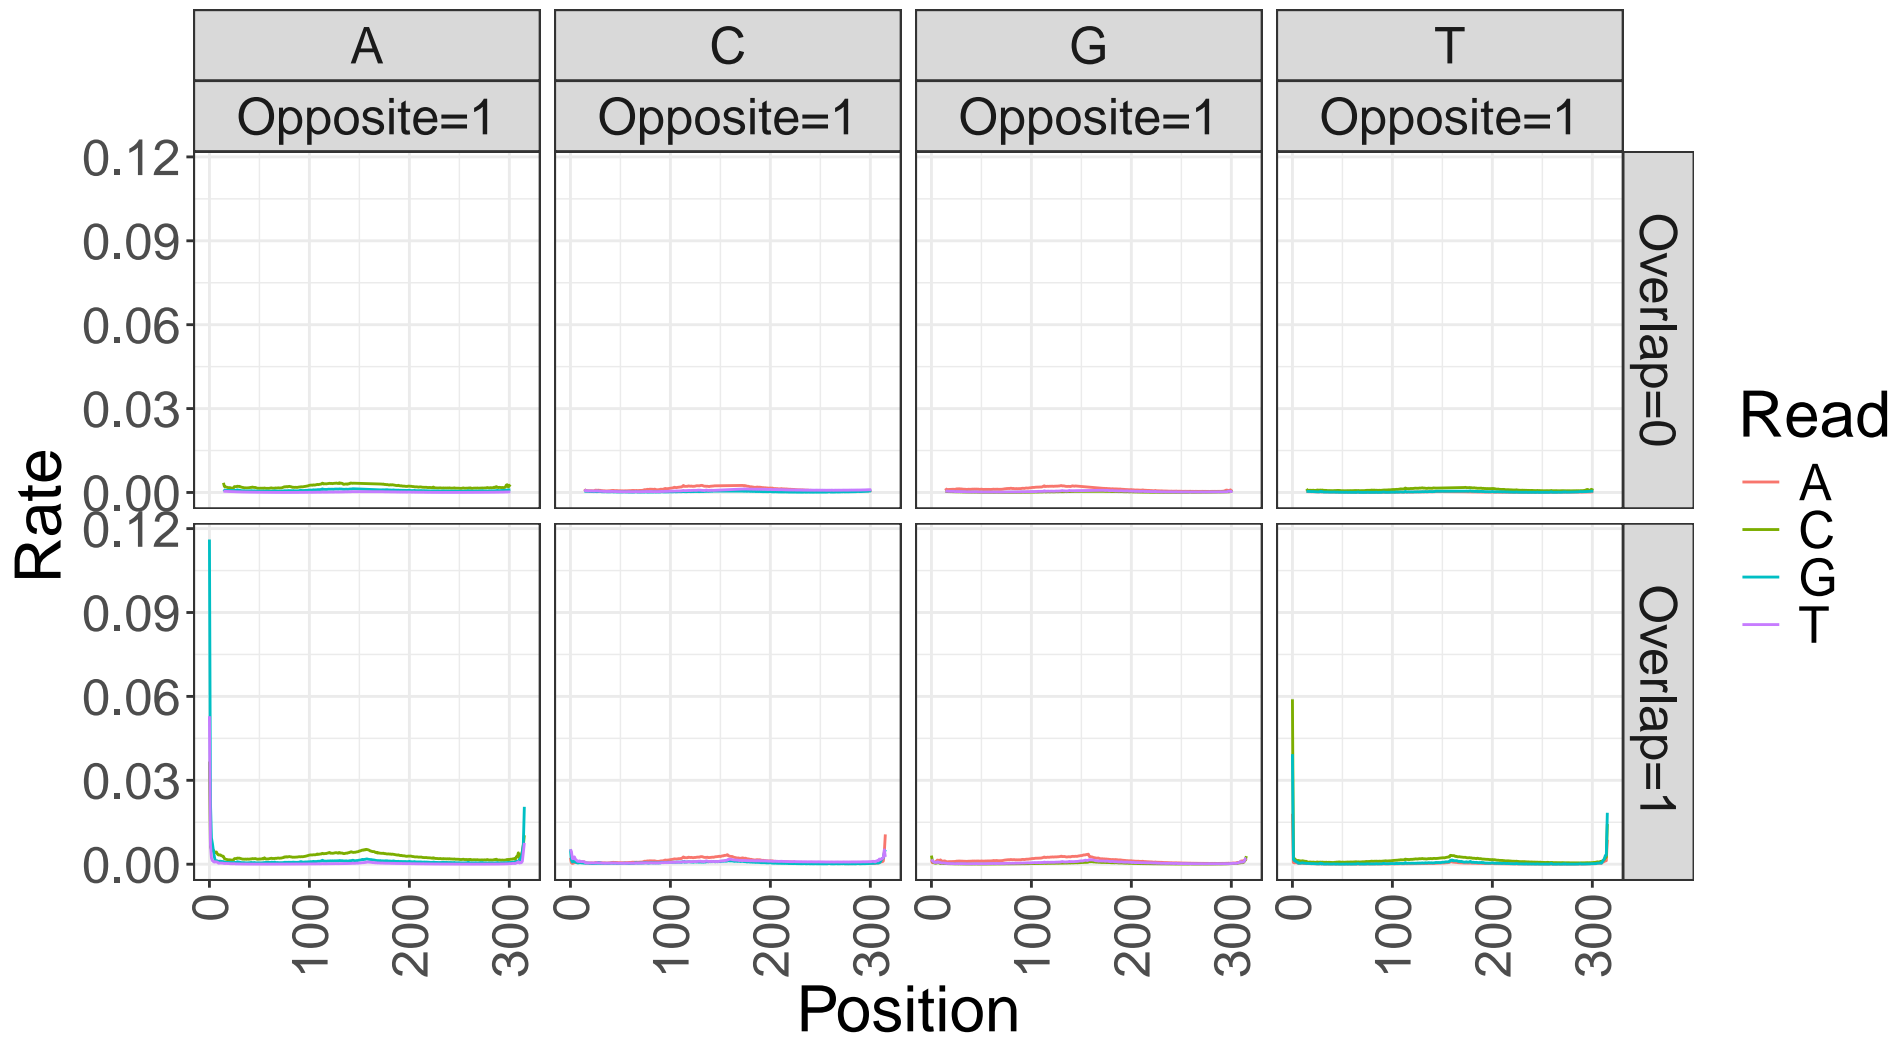 A C G T
Opposite=1 Opposite=1 Opposite=1 Opposite=1
0.12
0.09
0.06
0.03
0.00
Overlap=0
0.12
0.09
0.06
0.03
0.00
Overlap=1
Rate
0 100 200 300 0 100 200 300 0 100 200 300 0 100 200 300
Position
Read
A
C
G
T